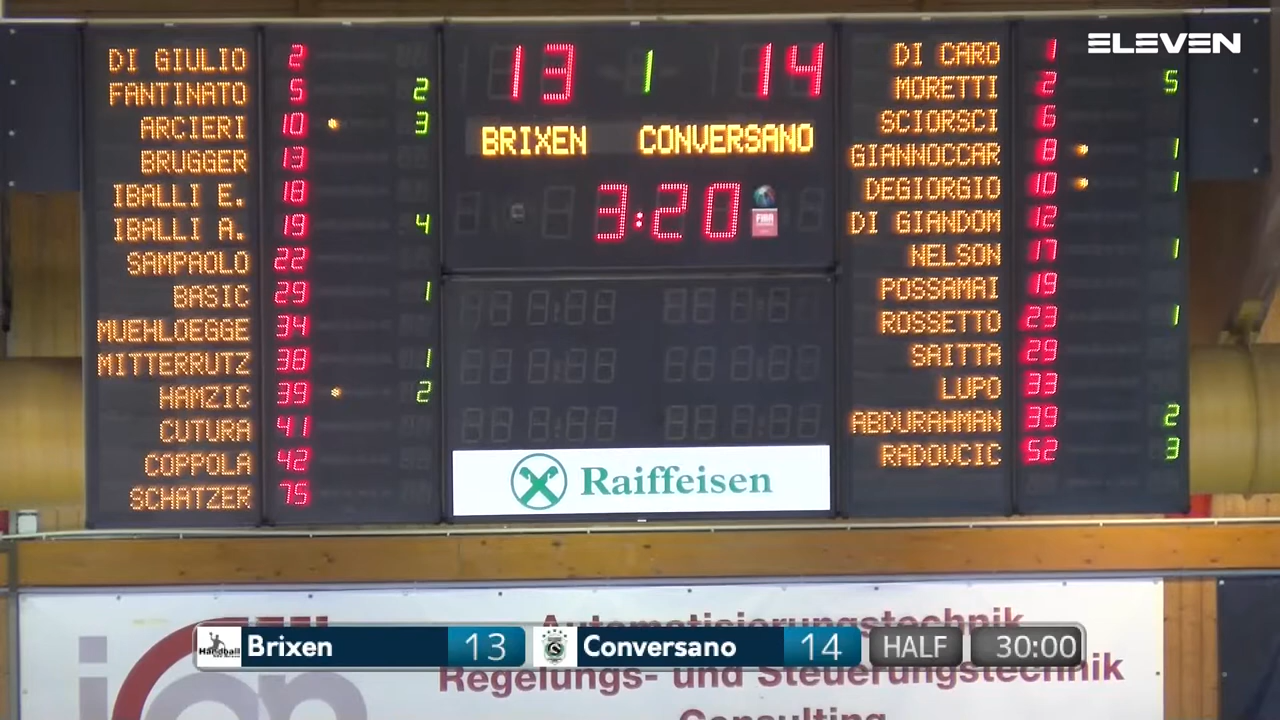 ELEVEN
13 1 14
BRIXEN CONVERSANO
3:20
FIBA
DI GIULIO 2
FANTINATO 5 2
ARCIERI 10 3
BRUGGER 13
IBALLI E. 18
IBALLI A. 19 4
SAMPAOLO 22
BASIC 29 1
MUEHLOEGGE 34
MITTERRUTZ 38 1
HAMZIC 39 2
CUTURA 41
COPPOLA 42
SCHATZER 75
DI CARO 1
MORETTI 2 5
SCIORSCI 6
GIANNOCCAR 8 1
DEGIORGIO 10 1
DI GIANDOM 12
NELSON 17 1
POSSAMAI 19
ROSSETTO 23 1
SAITTA 29
LUPO 33
ABDURAHMAN 39 2
RADOVCIC 52 3
Raiffeisen
Automatisierungstechnik
Regelungs- und Steuerungstechnik
Consulting
Handball
Brixen 13 Conversano 14 HALF 30:00